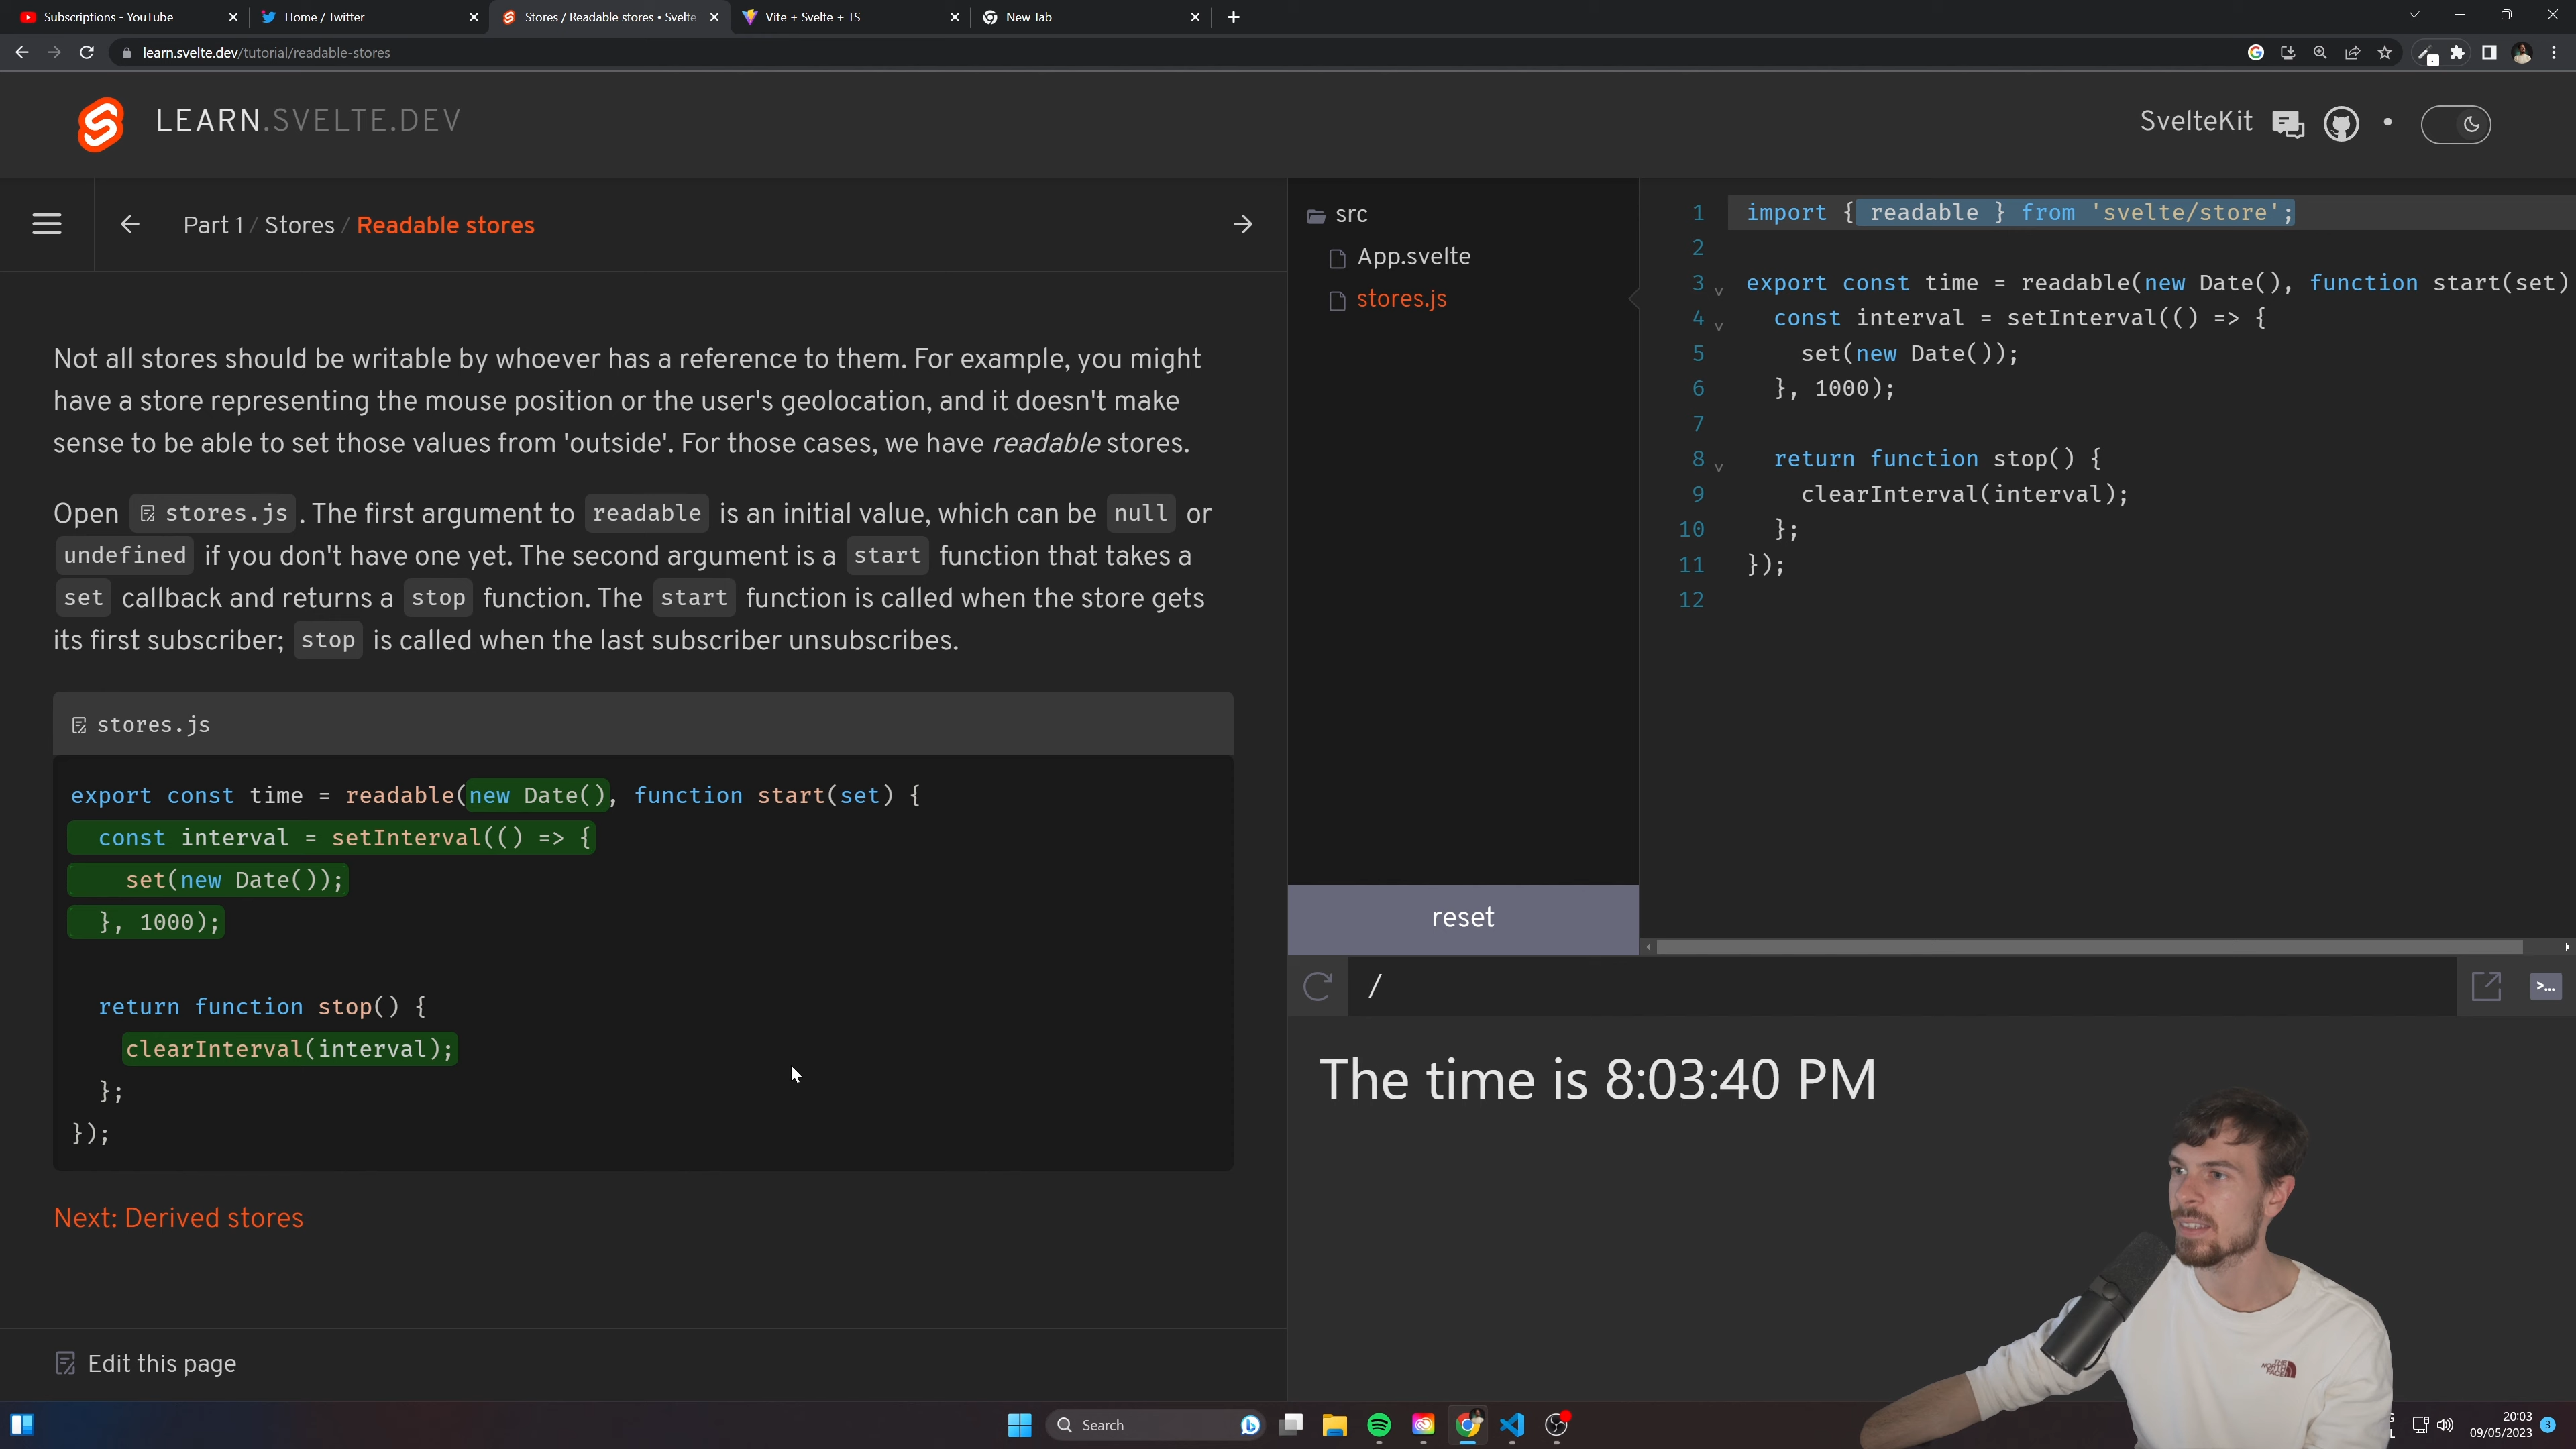 Subscriptions - YouTube
Home / Twitter
Stores / Readable stores • Svelte
Vite + Svelte + TS
New Tab
learn.svelte.dev/tutorial/readable-stores
LEARN.SVELTE.DEV
SvelteKit
Part 1 / Stores / Readable stores
Not all stores should be writable by whoever has a reference to them. For example, you might
have a store representing the mouse position or the user's geolocation, and it doesn't make
sense to be able to set those values from 'outside'. For those cases, we have readable stores.
Open stores.js. The first argument to readable is an initial value, which can be null or
undefined if you don't have one yet. The second argument is a start function that takes a
set callback and returns a stop function. The start function is called when the store gets
its first subscriber; stop is called when the last subscriber unsubscribes.
stores.js
export const time = readable(new Date(), function start(set) {
const interval = setInterval(() => {
set(new Date());
}, 1000);
return function stop() {
clearInterval(interval);
};
});
Next: Derived stores
Edit this page
src
App.svelte
stores.js
reset
1 import { readable } from 'svelte/store';
2
3 export const time = readable(new Date(), function start(set)
4 const interval = setInterval(() => {
5 set(new Date());
6 }, 1000);
7
8 return function stop() {
9 clearInterval(interval);
10 };
11 });
12
/
>...
The time is 8:03:40 PM
THE NORTH FACE
Search
20:03
09/05/2023
3